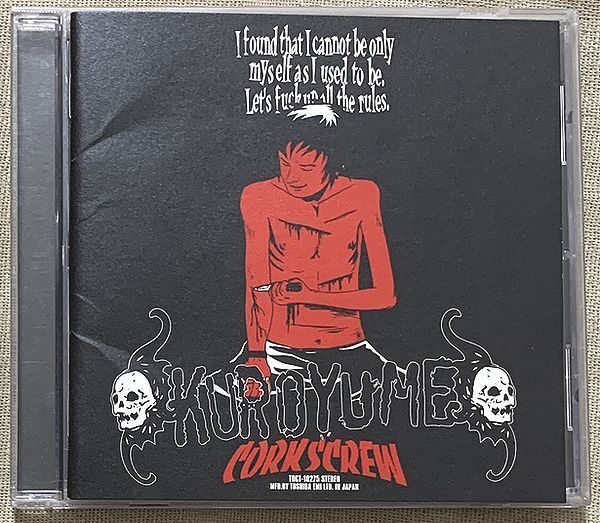 I found that I cannot be only
myself as I used to be.
Let's fuck up all the rules.
KUROYUME
CORKSCREW
TOCT-10275 STEREO
MFD.BY TOSHIBA EMI LTD. IN JAPAN